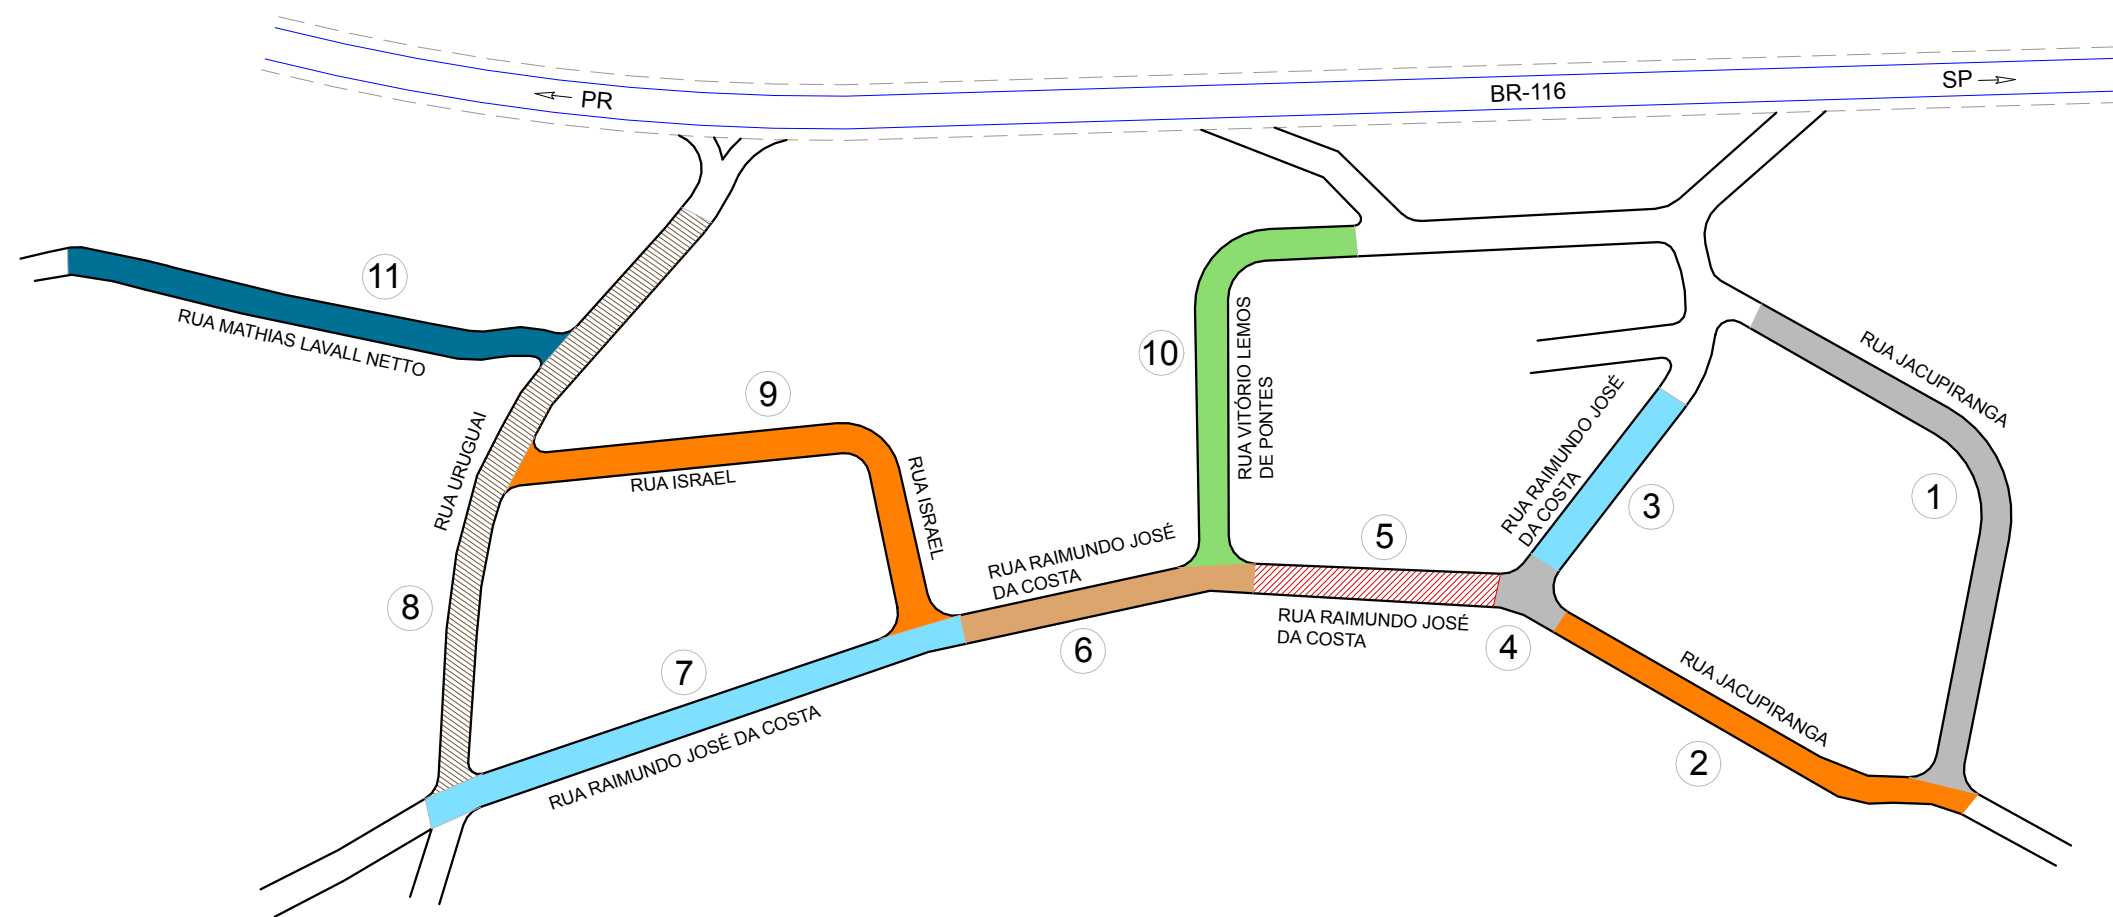 PR
BR-116
SP
11
RUA MATHIAS LAVALL NETTO
RUA URUGUAI
9
RUA ISRAEL
RUA ISRAEL
8
7
RUA RAIMUNDO JOSÉ DA COSTA
RUA RAIMUNDO JOSÉ
DA COSTA
6
10
RUA VITÓRIO LEMOS
DE PONTES
5
RUA RAIMUNDO JOSÉ
DA COSTA
4
RUA RAIMUNDO JOSÉ
DA COSTA
3
RUA JACUPIRANGA
1
RUA JACUPIRANGA
2